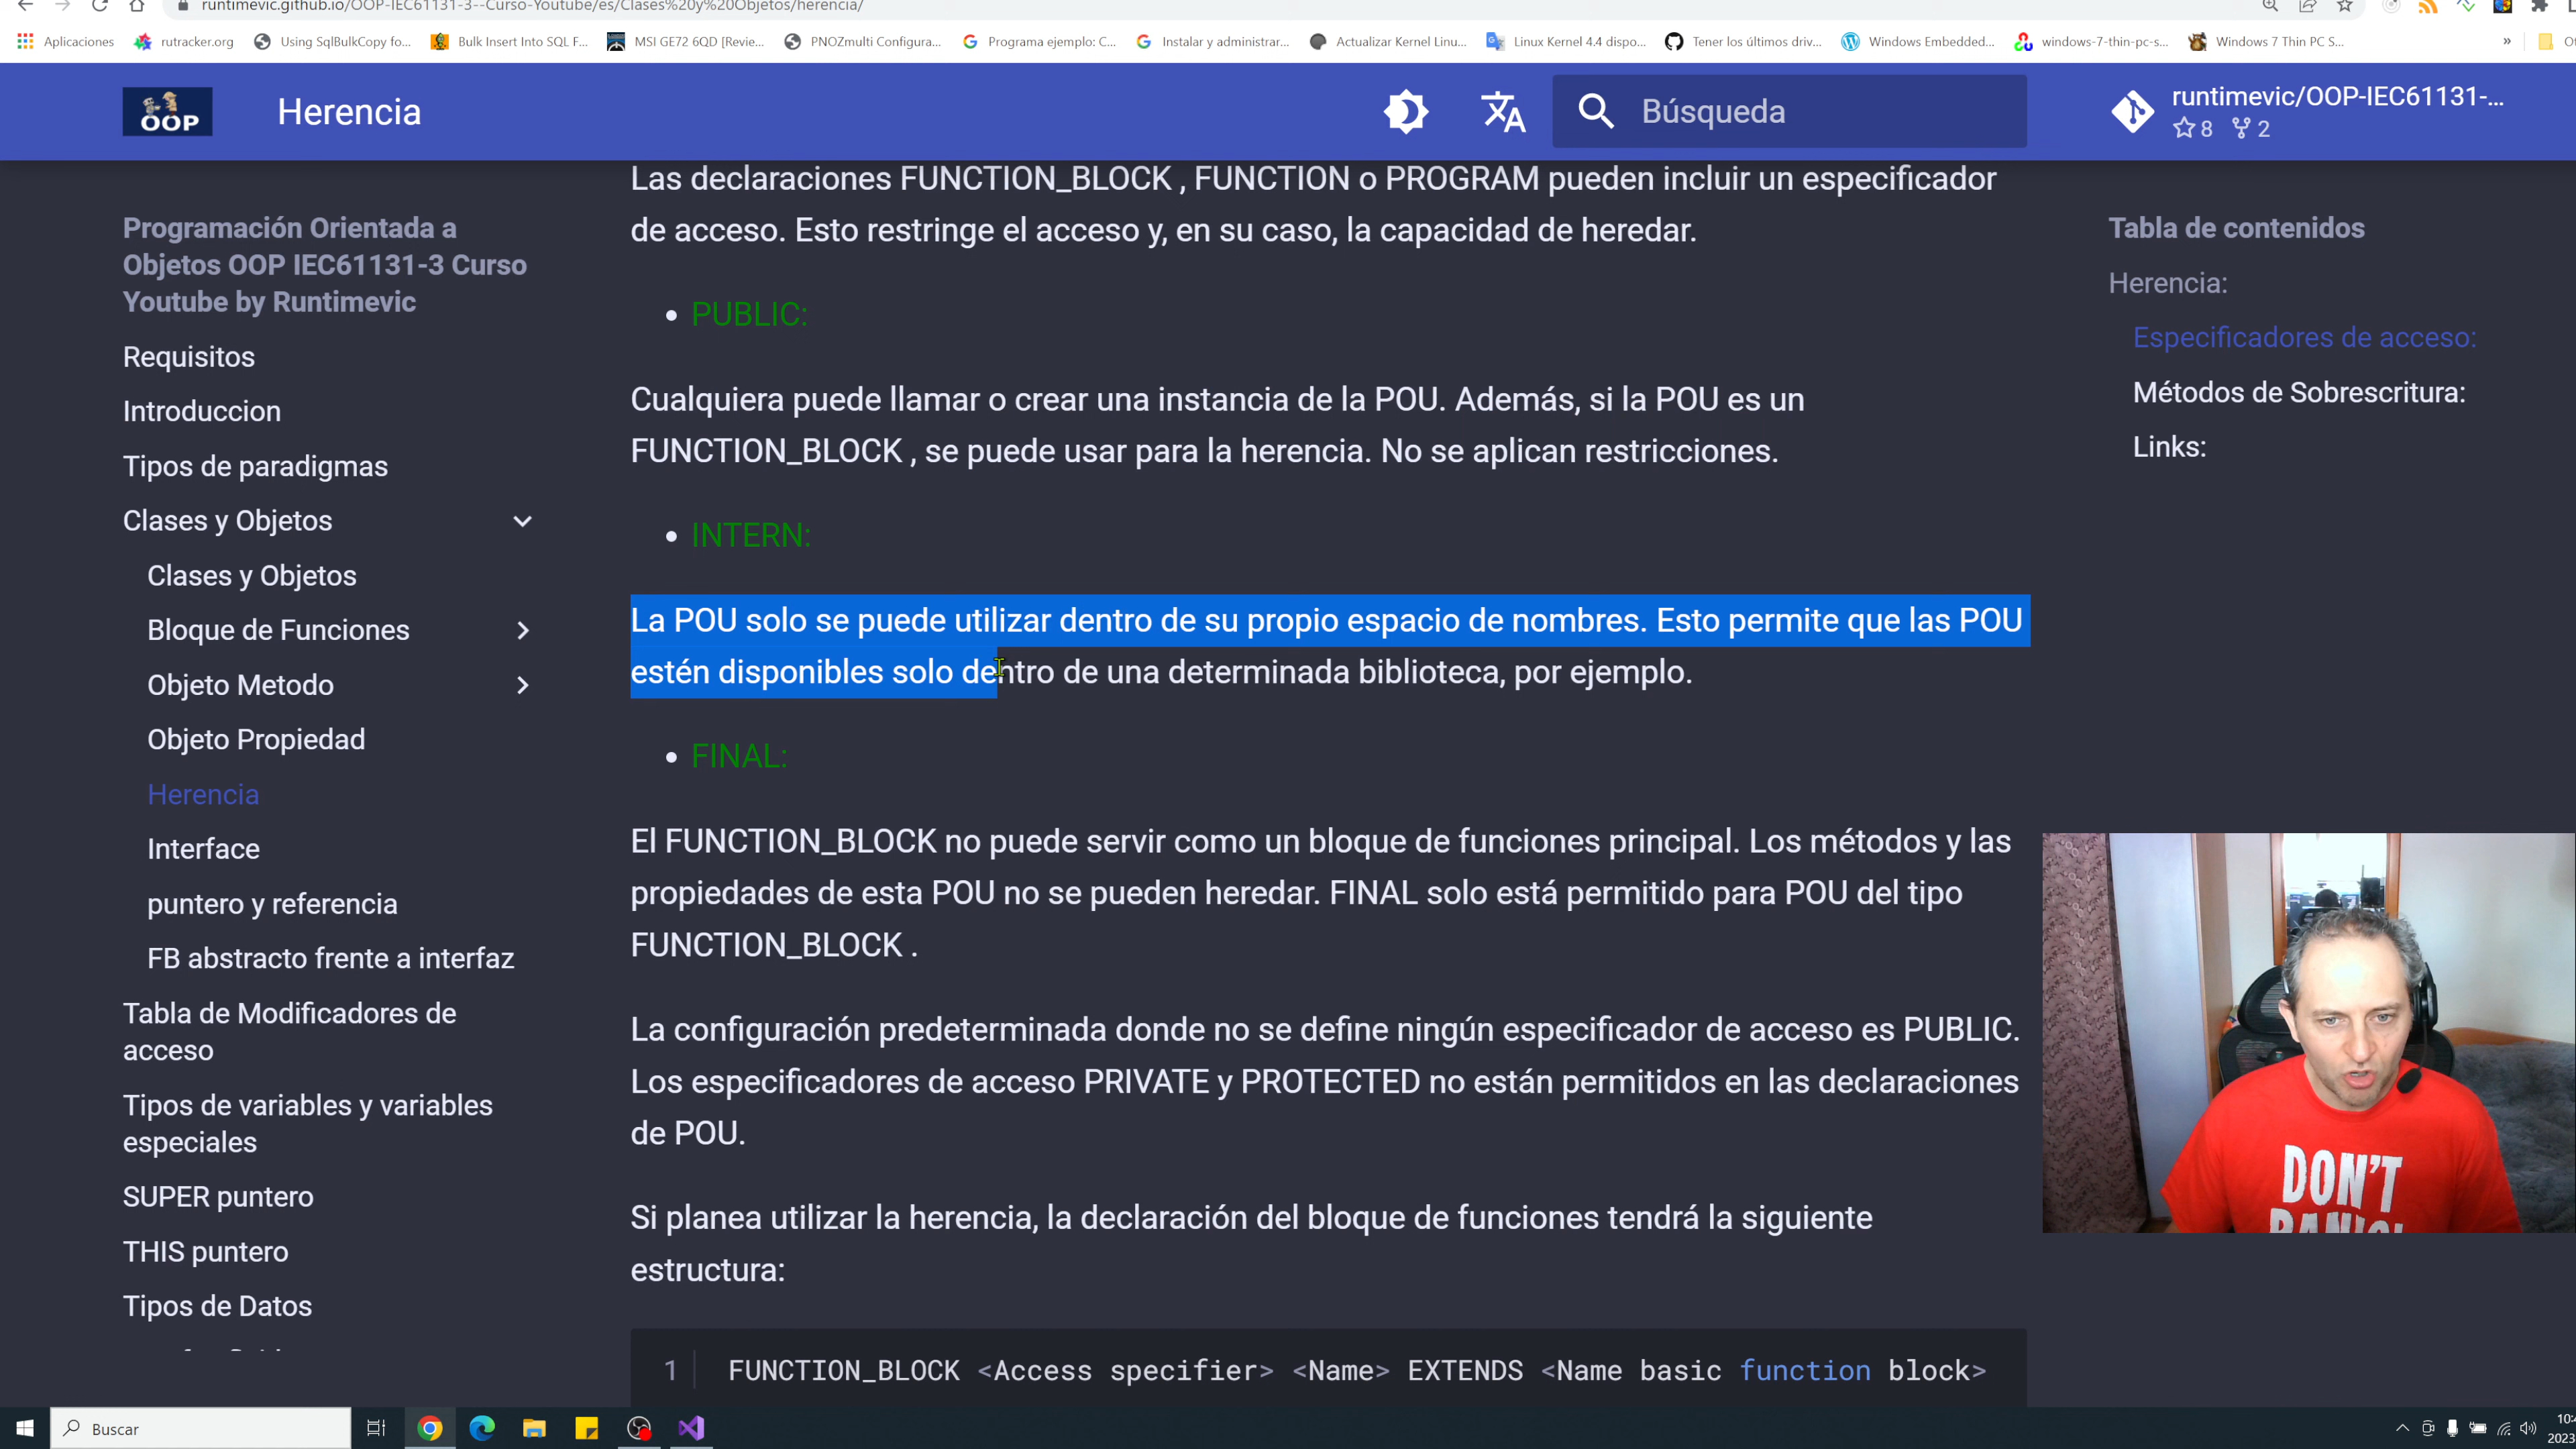 runtimevic.github.io/OOP-IEC61131-3--Curso-Youtube/es/Clases%20y%20Objetos/herencia/
Aplicaciones
rutracker.org
Using SqlBulkCopy fo...
Bulk Insert Into SQL F...
MSI GE72 6QD [Revie...
PNOZmulti Configura...
Programa ejemplo: C...
Instalar y administrar...
Actualizar Kernel Linu...
Linux Kernel 4.4 dispo...
Tener los últimos driv...
Windows Embedded...
windows-7-thin-pc-s...
Windows 7 Thin PC S...
»
OOP
Herencia
Búsqueda
runtimevic/OOP-IEC61131-...
8 2
Programación Orientada a
Objetos OOP IEC61131-3 Curso
Youtube by Runtimevic
Requisitos
Introduccion
Tipos de paradigmas
Clases y Objetos
Clases y Objetos
Bloque de Funciones
Objeto Metodo
Objeto Propiedad
Herencia
Interface
puntero y referencia
FB abstracto frente a interfaz
Tabla de Modificadores de
acceso
Tipos de variables y variables
especiales
SUPER puntero
THIS puntero
Tipos de Datos
Las declaraciones FUNCTION_BLOCK , FUNCTION o PROGRAM pueden incluir un especificador
de acceso. Esto restringe el acceso y, en su caso, la capacidad de heredar.
• PUBLIC:
Cualquiera puede llamar o crear una instancia de la POU. Además, si la POU es un
FUNCTION_BLOCK , se puede usar para la herencia. No se aplican restricciones.
• INTERN:
La POU solo se puede utilizar dentro de su propio espacio de nombres. Esto permite que las POU
estén disponibles solo dentro de una determinada biblioteca, por ejemplo.
• FINAL:
El FUNCTION_BLOCK no puede servir como un bloque de funciones principal. Los métodos y las
propiedades de esta POU no se pueden heredar. FINAL solo está permitido para POU del tipo
FUNCTION_BLOCK .
La configuración predeterminada donde no se define ningún especificador de acceso es PUBLIC.
Los especificadores de acceso PRIVATE y PROTECTED no están permitidos en las declaraciones
de POU.
Si planea utilizar la herencia, la declaración del bloque de funciones tendrá la siguiente
estructura:
1 FUNCTION_BLOCK <Access specifier> <Name> EXTENDS <Name basic function block>
Tabla de contenidos
Herencia:
Especificadores de acceso:
Métodos de Sobrescritura:
Links:
DON'T
PANIC!
Buscar
10:4
2023